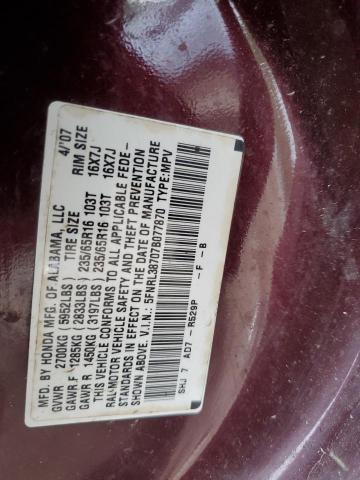 MFD. BY HONDA MFG. OF ALABAMA, LLC 4/'07
GVWR 2700KG (5952LBS) TIRE SIZE RIM SIZE
GAWR F 1285KG (2833LBS) 235/65R16 103T 16X7J
GAWR R 1450KG (3197LBS) 235/65R16 103T 16X7J
THIS VEHICLE CONFORMS TO ALL APPLICABLE FEDE-
RAL MOTOR VEHICLE SAFETY AND THEFT PREVENTION
STANDARDS IN EFFECT ON THE DATE OF MANUFACTURE
SHOWN ABOVE. V.I.N.: 5FNRL38707B077870 TYPE:MPV
SHJ 7 AD7 - R529P - F - B